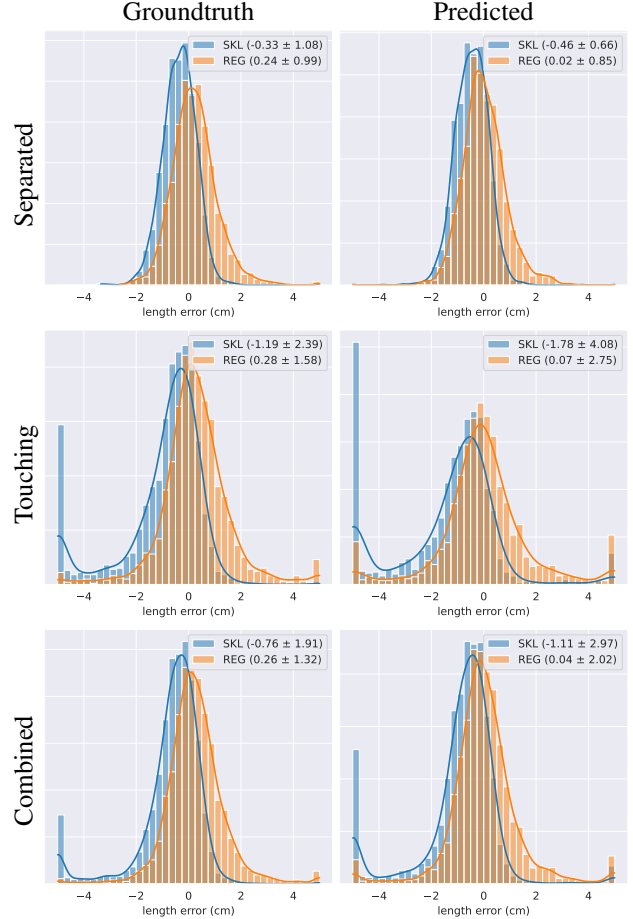 Groundtruth
Predicted
Separated
SKL (-0.33 ± 1.08)
REG (0.24 ± 0.99)
−4 −2 0 2 4
length error (cm)
SKL (-0.46 ± 0.66)
REG (0.02 ± 0.85)
−4 −2 0 2 4
length error (cm)
Touching
SKL (-1.19 ± 2.39)
REG (0.28 ± 1.58)
−4 −2 0 2 4
length error (cm)
SKL (-1.78 ± 4.08)
REG (0.07 ± 2.75)
−4 −2 0 2 4
length error (cm)
Combined
SKL (-0.76 ± 1.91)
REG (0.26 ± 1.32)
−4 −2 0 2 4
length error (cm)
SKL (-1.11 ± 2.97)
REG (0.04 ± 2.02)
−4 −2 0 2 4
length error (cm)